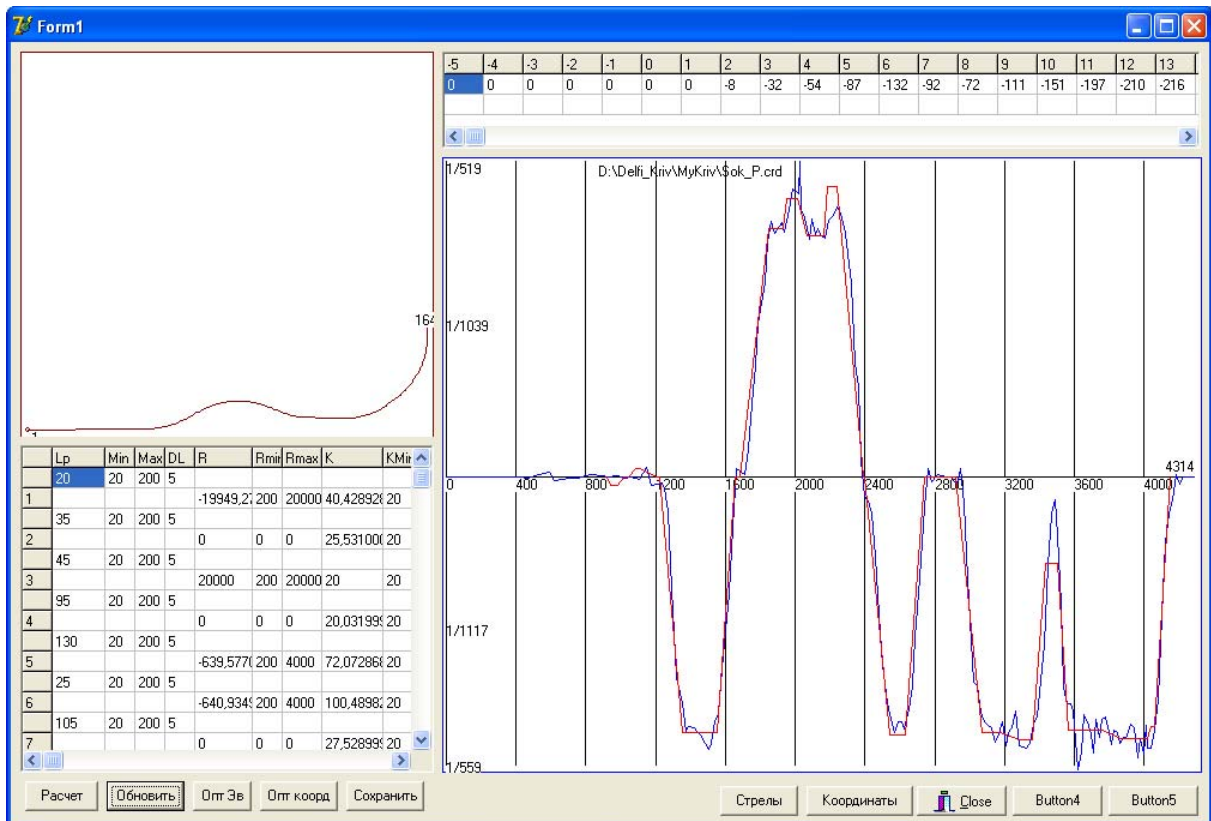 Form1
164
1
-5 -4 -3 -2 -1 0 1 2 3 4 5 6 7 8 9 10 11 12 13
0 0 0 0 0 0 0 -8 -32 -54 -87 -132 -92 -72 -111 -151 -197 -210 -216
1/519
D:\Delfi_Kriv\MyKriv\Sok_P.crd
1/1039
4314
0 400 800 1200 1600 2000 2400 2800 3200 3600 4000
1/1117
1/559
Lp Min Max DL R Rmin Rmax K KMin
20 20 200 5
1 -19949,27 200 20000 40,428928 20
35 20 200 5
2 0 0 0 25,531000 20
45 20 200 5
3 20000 200 20000 20 20
95 20 200 5
4 0 0 0 20,031999 20
130 20 200 5
5 -639,5770 200 4000 72,072868 20
25 20 200 5
6 -640,9349 200 4000 100,48982 20
105 20 200 5
7 0 0 0 27,528999 20
Расчет Обновить Опт Эв Опт коорд Сохранить
Стрелы Координаты Close Button4 Button5